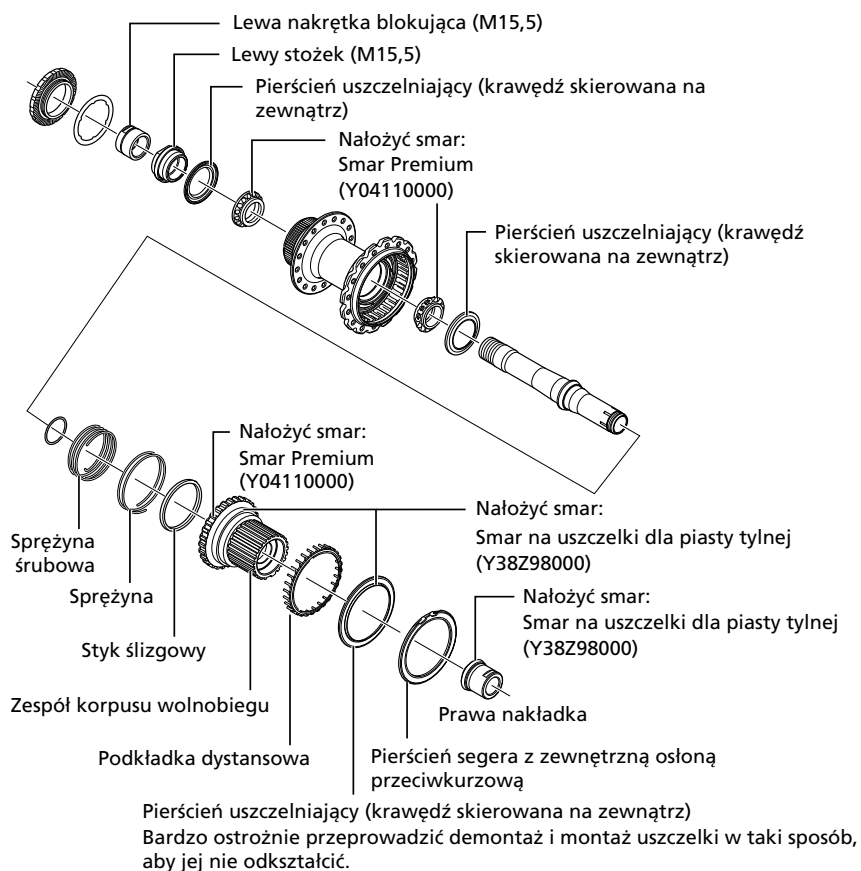 Lewa nakrętka blokująca (M15,5)
Lewy stożek (M15,5)
Pierścień uszczelniający (krawędź skierowana na
zewnątrz)
Nałożyć smar:
Smar Premium
(Y04110000)
Pierścień uszczelniający (krawędź
skierowana na zewnątrz)
Nałożyć smar:
Smar Premium
(Y04110000)
Nałożyć smar:
Smar na uszczelki dla piasty tylnej
(Y38Z98000)
Sprężyna
śrubowa
Sprężyna
Nałożyć smar:
Smar na uszczelki dla piasty tylnej
(Y38Z98000)
Styk ślizgowy
Zespół korpusu wolnobiegu
Prawa nakładka
Podkładka dystansowa
Pierścień segera z zewnętrzną osłoną
przeciwkurzową
Pierścień uszczelniający (krawędź skierowana na zewnątrz)
Bardzo ostrożnie przeprowadzić demontaż i montaż uszczelki w taki sposób,
aby jej nie odkształcić.